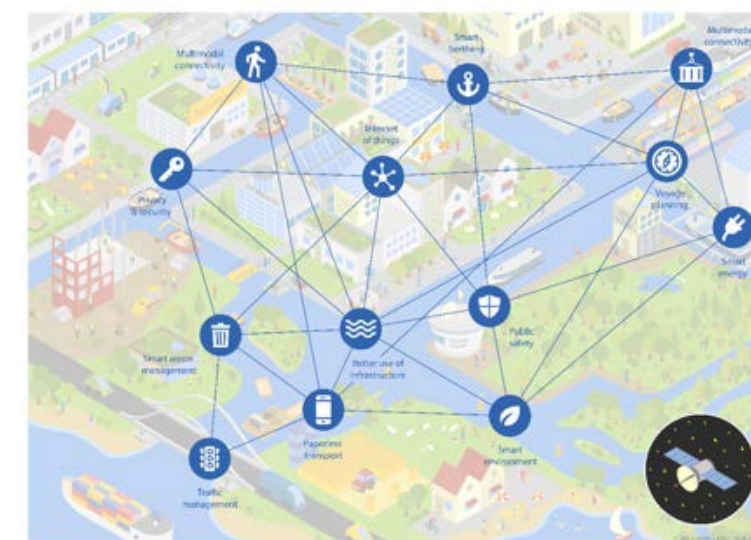 Multimodal
connectivity
Smart
berthing
Multimodal
connectivity
Internet
of things
Privacy
& security
Voyage
planning
Smart
energy
Public
safety
Smart waste
management
Better use of
infrastructure
Paperless
transport
Smart
environment
Traffic
management